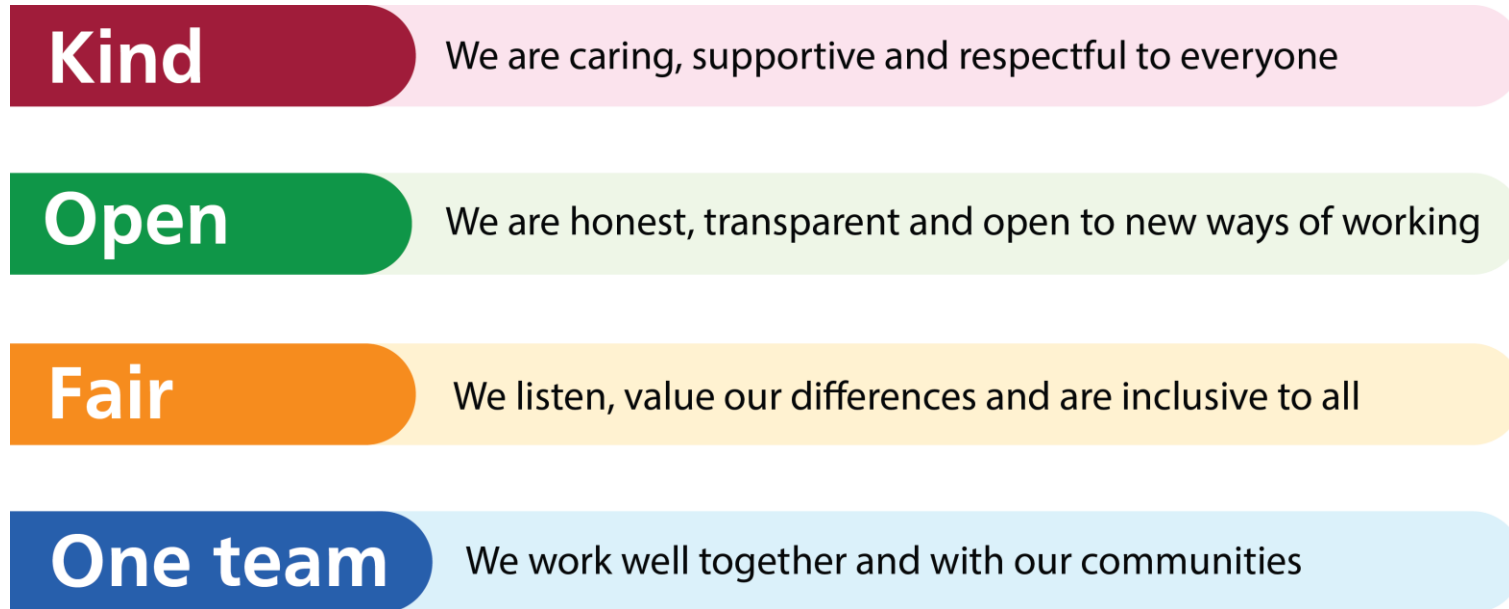 Kind
We are caring, supportive and respectful to everyone
Open
We are honest, transparent and open to new ways of working
Fair
We listen, value our differences and are inclusive to all
One team
We work well together and with our communities